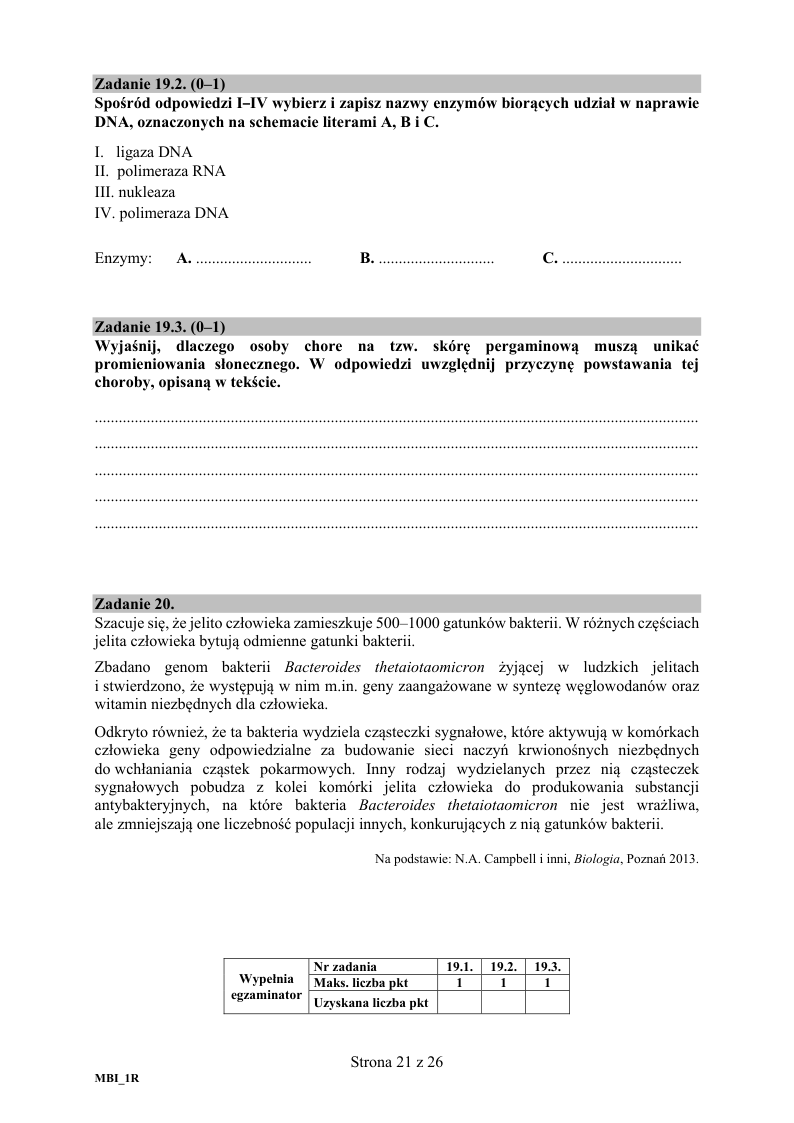 Zadanie 19.2. (0–1)
Spośród odpowiedzi I–IV wybierz i zapisz nazwy enzymów biorących udział w naprawie
DNA, oznaczonych na schemacie literami A, B i C.
I. ligaza DNA
II. polimeraza RNA
III. nukleaza
IV. polimeraza DNA
Enzymy: A. ............................. B. ............................. C. ..............................
Zadanie 19.3. (0–1)
Wyjaśnij, dlaczego osoby chore na tzw. skórę pergaminową muszą unikać
promieniowania słonecznego. W odpowiedzi uwzględnij przyczynę powstawania tej
choroby, opisaną w tekście.
.......................................................................................................................................................
.......................................................................................................................................................
.......................................................................................................................................................
.......................................................................................................................................................
.......................................................................................................................................................
Zadanie 20.
Szacuje się, że jelito człowieka zamieszkuje 500–1000 gatunków bakterii. W różnych częściach
jelita człowieka bytują odmienne gatunki bakterii.
Zbadano genom bakterii Bacteroides thetaiotaomicron żyjącej w ludzkich jelitach
i stwierdzono, że występują w nim m.in. geny zaangażowane w syntezę węglowodanów oraz
witamin niezbędnych dla człowieka.
Odkryto również, że ta bakteria wydziela cząsteczki sygnałowe, które aktywują w komórkach
człowieka geny odpowiedzialne za budowanie sieci naczyń krwionośnych niezbędnych
do wchłaniania cząstek pokarmowych. Inny rodzaj wydzielanych przez nią cząsteczek
sygnałowych pobudza z kolei komórki jelita człowieka do produkowania substancji
antybakteryjnych, na które bakteria Bacteroides thetaiotaomicron nie jest wrażliwa,
ale zmniejszają one liczebność populacji innych, konkurujących z nią gatunków bakterii.
Na podstawie: N.A. Campbell i inni, Biologia, Poznań 2013.
Wypełnia
egzaminator
Nr zadania 19.1. 19.2. 19.3.
Maks. liczba pkt 1 1 1
Uzyskana liczba pkt
Strona 21 z 26
MBI_1R